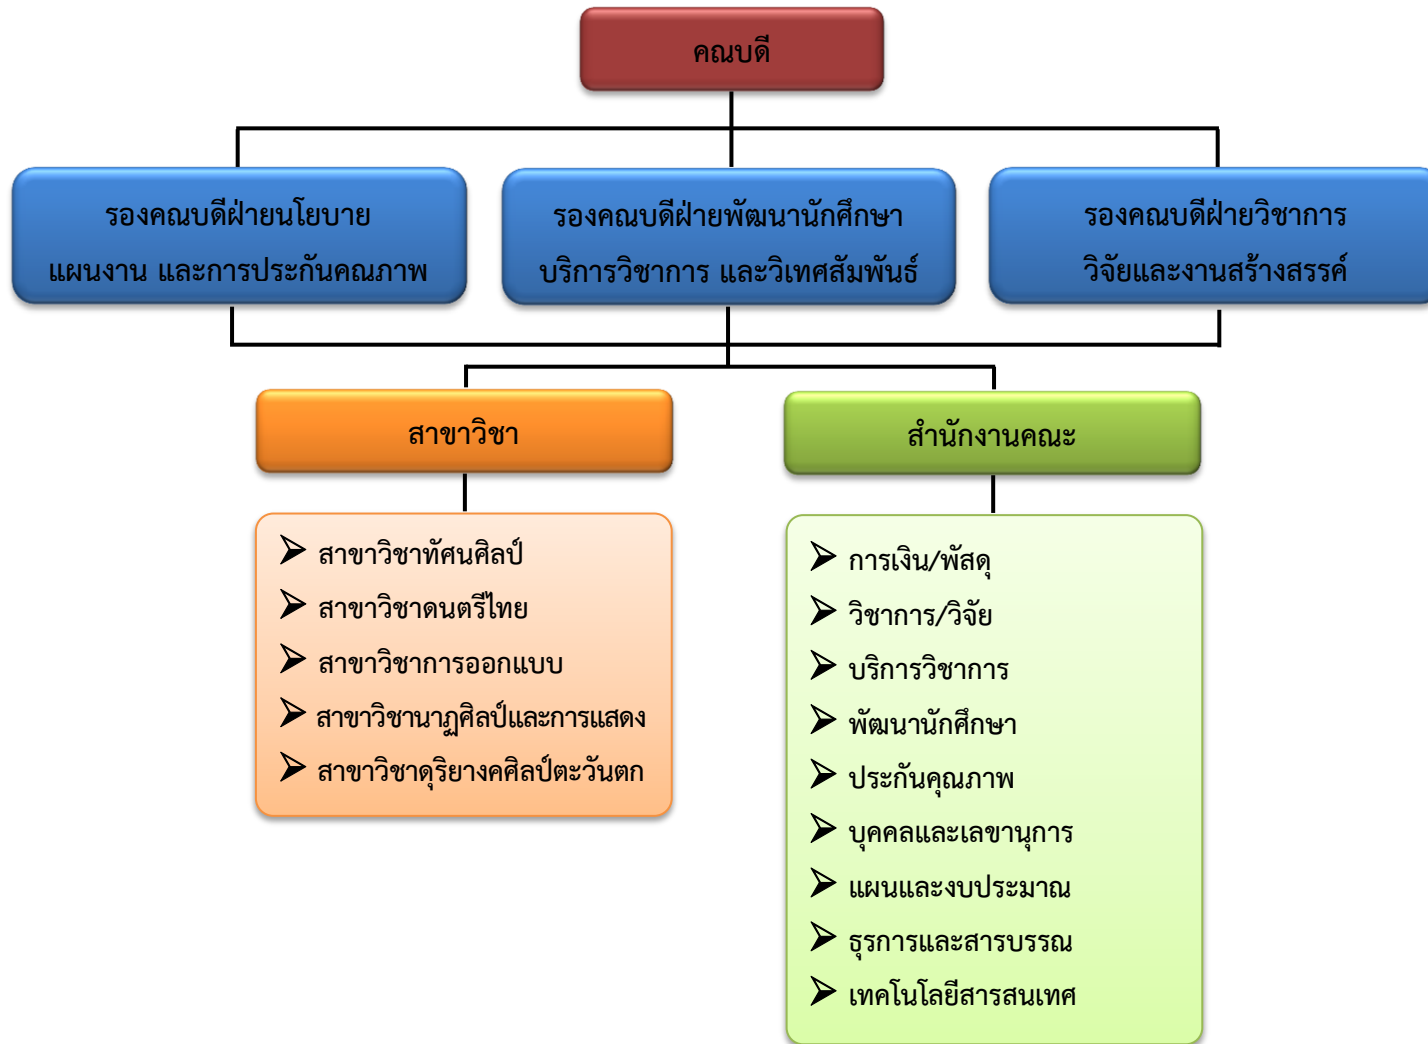 คณบดี
รองคณบดีฝ่ายนโยบาย
แผนงาน และการประกันคณภาพ
รองคณบดีฝ่ายพัฒนานักศึกษา
บริการวิชาการ และวิเทศสัมพันธ์
รองคณบดีฝ่ายวิชาการ
วิจัยและงานสร้างสรรค์
สาขาวิชา
สาขาวิชาทัศนศิลป์
สาขาวิชาดนตรีไทย
สาขาวิชาการออกแบบ
สาขาวิชานาฏศิลป์และการแสดง
สาขาวิชาดุริยางคศิลป์ตะวันตก
สำนักงานคณะ
การเงิน/พัสดุ
วิชาการ/วิจัย
บริการวิชาการ
พัฒนานักศึกษา
ประกันคุณภาพ
บุคคลและเลขานุการ
แผนและงบประมาณ
ธุรการและสารบรรณ
เทคโนโลยีสารสนเทศ